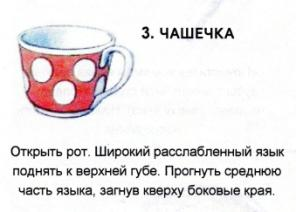 3. ЧАШЕЧКА
Открыть рот. Широкий расслабленный язык
поднять к верхней губе. Прогнуть среднюю
часть языка, загнув кверху боковые края.